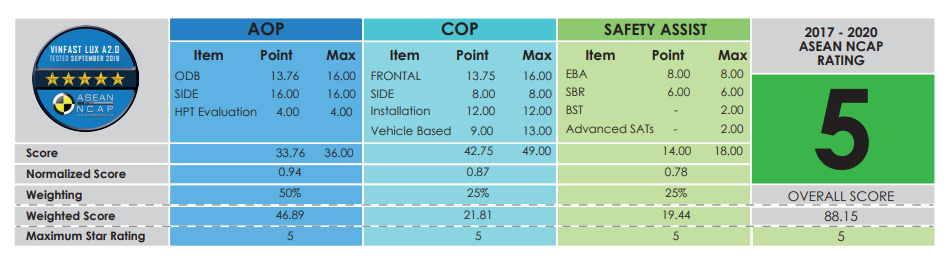 VINFAST LUX A2.0
TESTED SEPTEMBER 2019
ASEAN
NCAP
AOP COP SAFETY ASSIST 2017 - 2020
ASEAN NCAP
RATING
Item Point Max Item Point Max Item Point Max
ODB 13.76 16.00 FRONTAL 13.75 16.00 EBA 8.00 8.00
SIDE 16.00 16.00 SIDE 8.00 8.00 SBR 6.00 6.00
HPT Evaluation 4.00 4.00 Installation 12.00 12.00 BST - 2.00
Vehicle Based 9.00 13.00 Advanced SATs - 2.00
5
Score 33.76 36.00 42.75 49.00 14.00 18.00
Normalized Score 0.94 0.87 0.78
Weighting 50% 25% 25% OVERALL SCORE
Weighted Score 46.89 21.81 19.44 88.15
Maximum Star Rating 5 5 5 5